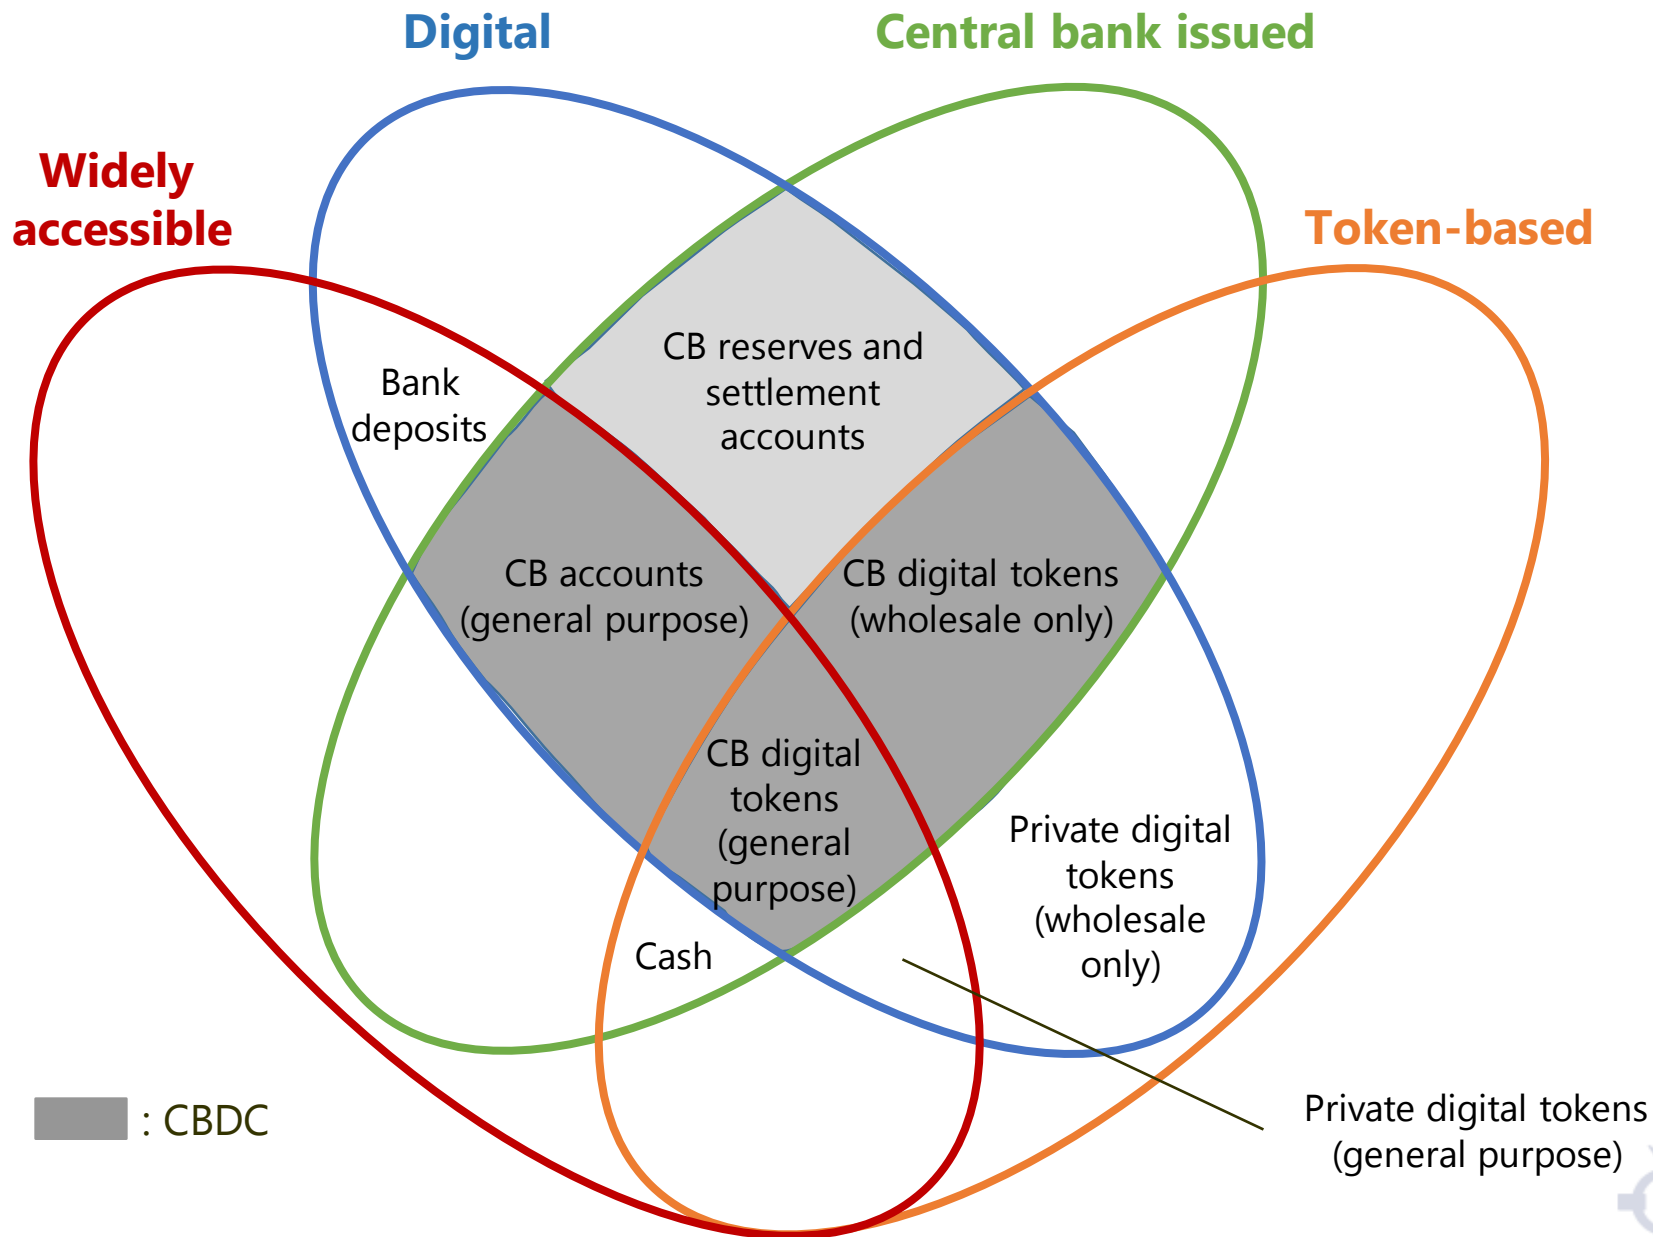 Digital
Central bank issued
Widely
accessible
Token-based
CB reserves and
settlement
accounts
Bank
deposits
CB accounts
(general purpose)
CB digital tokens
(wholesale only)
CB digital
tokens
(general
purpose)
Private digital
tokens
(wholesale
only)
Cash
: CBDC
Private digital tokens
(general purpose)